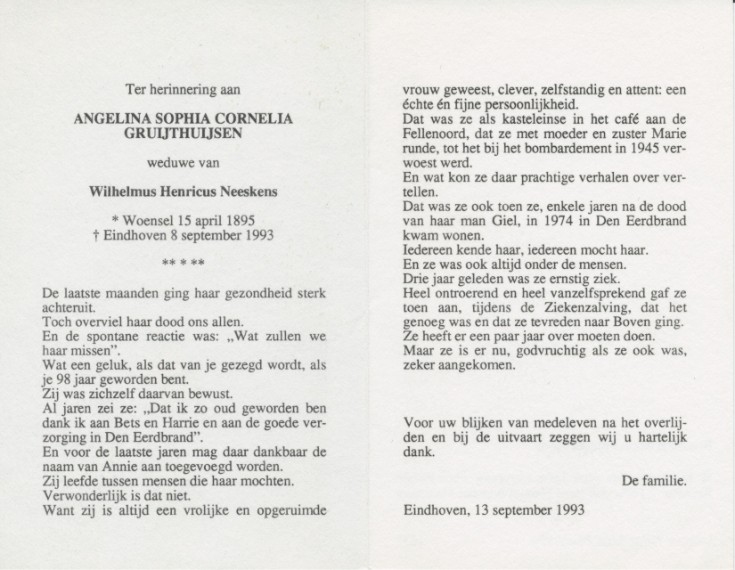 Ter herinnering aan
ANGELINA SOPHIA CORNELIA
GRUIJTHUIJSEN
weduwe van
Wilhelmus Henricus Neeskens
* Woensel 15 april 1895
† Eindhoven 8 september 1993
** * **
De laatste maanden ging haar gezondheid sterk
achteruit.
Toch overviel haar dood ons allen.
En de spontane reactie was: „Wat zullen we
haar missen".
Wat een geluk, als dat van je gezegd wordt, als
je 98 jaar geworden bent.
Zij was zichzelf daarvan bewust.
Al jaren zei ze: „Dat ik zo oud geworden ben
dank ik aan Bets en Harrie en aan de goede ver-
zorging in Den Eerdbrand".
En voor de laatste jaren mag daar dankbaar de
naam van Annie aan toegevoegd worden.
Zij leefde tussen mensen die haar mochten.
Verwonderlijk is dat niet.
Want zij is altijd een vrolijke en opgeruimde
vrouw geweest, clever, zelfstandig en attent: een
échte én fijne persoonlijkheid.
Dat was ze als kasteleinse in het café aan de
Fellenoord, dat ze met moeder en zuster Marie
runde, tot het bij het bombardement in 1945 ver-
woest werd.
En wat kon ze daar prachtige verhalen over ver-
tellen.
Dat was ze ook toen ze, enkele jaren na de dood
van haar man Giel, in 1974 in Den Eerdbrand
kwam wonen.
Iedereen kende haar, iedereen mocht haar.
En ze was ook altijd onder de mensen.
Drie jaar geleden was ze ernstig ziek.
Heel ontroerend en heel vanzelfsprekend gaf ze
toen aan, tijdens de Ziekenzalving, dat het
genoeg was en dat ze tevreden naar Boven ging.
Ze heeft er een paar jaar over moeten doen.
Maar ze is er nu, godvruchtig als ze ook was,
zeker aangekomen.
Voor uw blijken van medeleven na het overlij-
den en bij de uitvaart zeggen wij u hartelijk
dank.
De familie.
Eindhoven, 13 september 1993